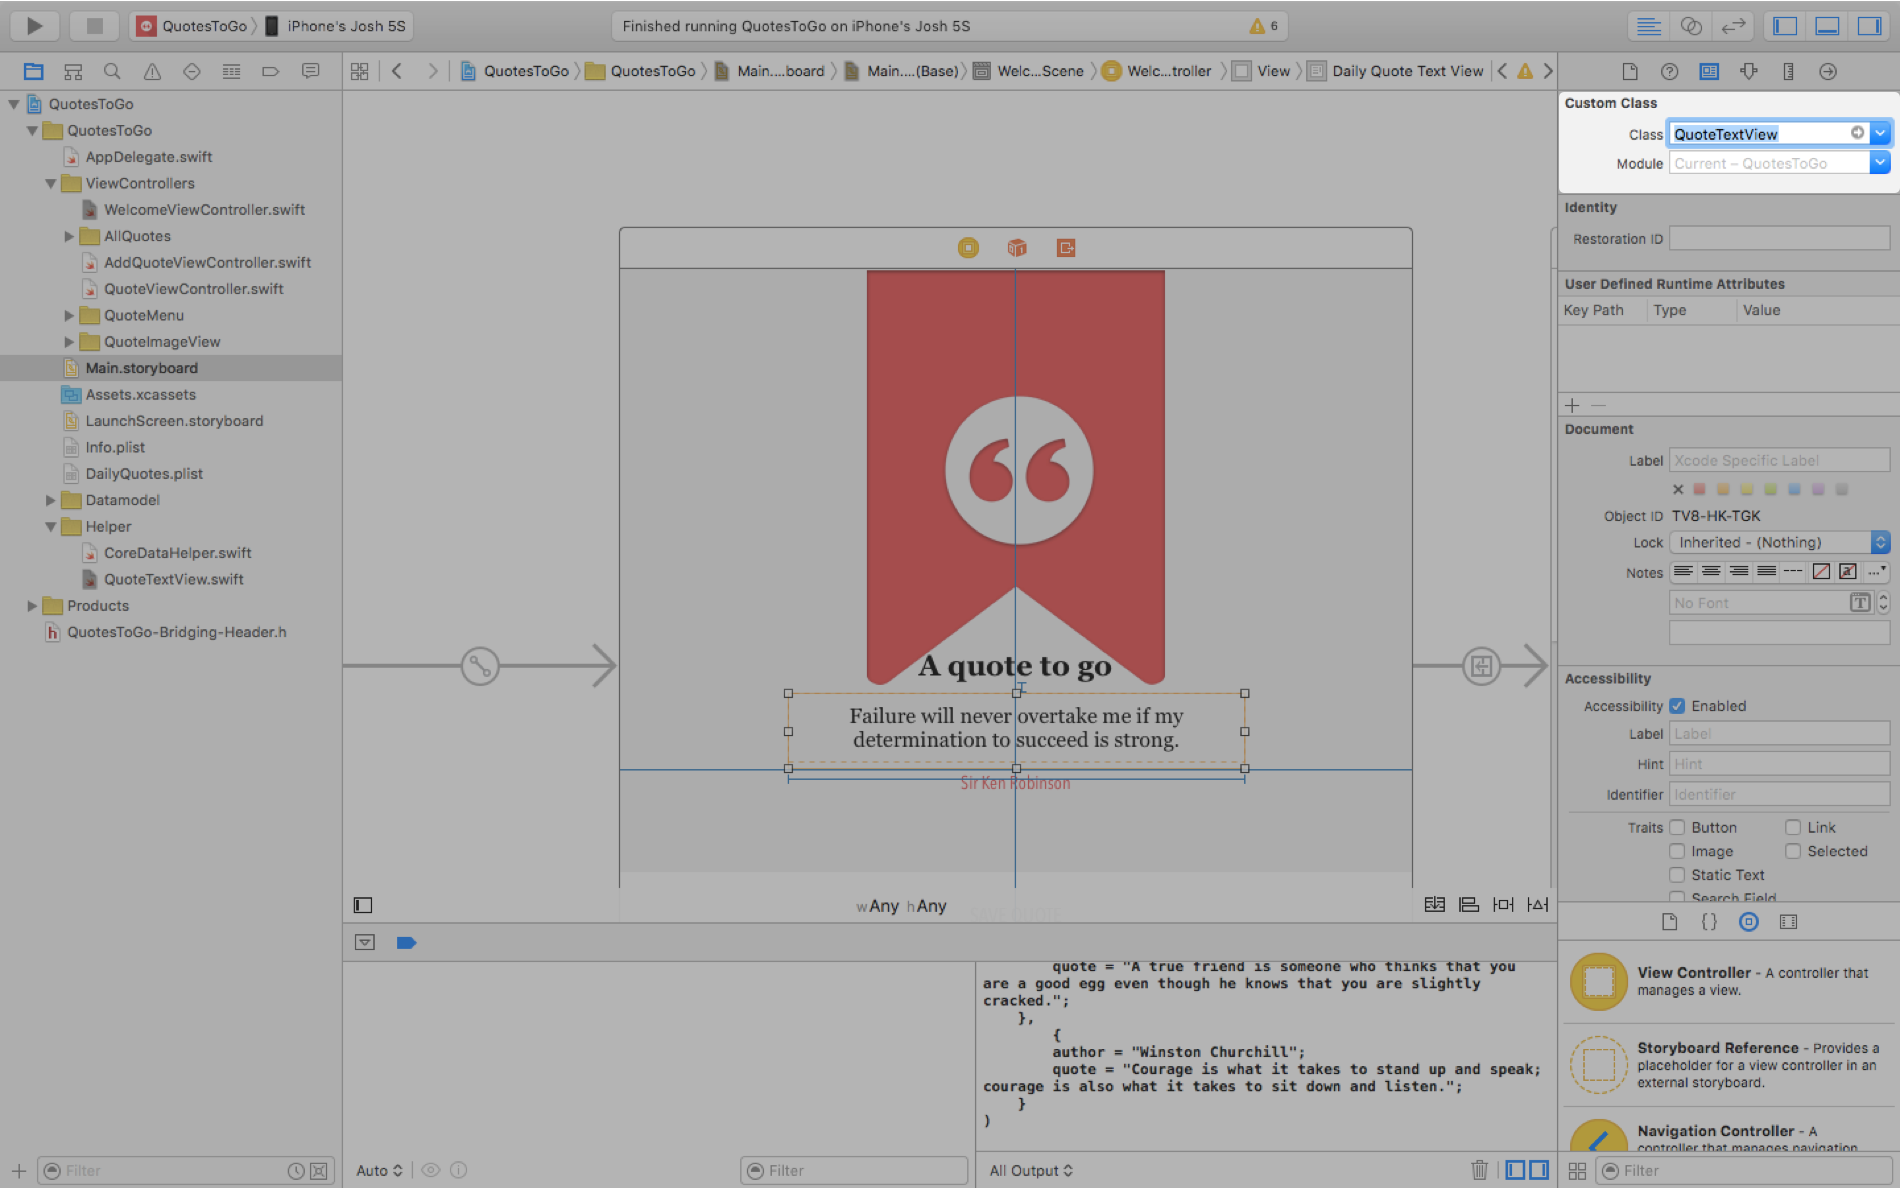 QuotesToGo iPhone's Josh 5S
Finished running QuotesToGo on iPhone's Josh 5S
6
QuotesToGo QuotesToGo Main....board Main....(Base) Welc...Scene Welc...troller View Daily Quote Text View
QuotesToGo
QuotesToGo
AppDelegate.swift
ViewControllers
WelcomeViewController.swift
AllQuotes
AddQuoteViewController.swift
QuoteViewController.swift
QuoteMenu
QuoteImageView
Main.storyboard
Assets.xcassets
LaunchScreen.storyboard
Info.plist
DailyQuotes.plist
Datamodel
Helper
CoreDataHelper.swift
QuoteTextView.swift
Products
QuotesToGo-Bridging-Header.h
Filter
A quote to go
Failure will never overtake me if my
determination to succeed is strong.
Sir Ken Robinson
wAny hAny
quote = "A true friend is someone who thinks that you
are a good egg even though he knows that you are slightly
cracked.";
},
{
author = "Winston Churchill";
quote = "Courage is what it takes to stand up and speak;
courage is also what it takes to sit down and listen.";
}
)
Auto
Filter
All Output
Custom Class
Class QuoteTextView
Module Current – QuotesToGo
Identity
Restoration ID
User Defined Runtime Attributes
Key Path Type Value
Document
Label Xcode Specific Label
Object ID TV8-HK-TGK
Lock Inherited - (Nothing)
Notes
No Font
Accessibility
Accessibility Enabled
Label Label
Hint Hint
Identifier Identifier
Traits Button Link
Image Selected
Static Text
Search Field
View Controller - A controller that
manages a view.
Storyboard Reference - Provides a
placeholder for a view controller in an
external storyboard.
Navigation Controller - A
controller that manages navigation
Filter